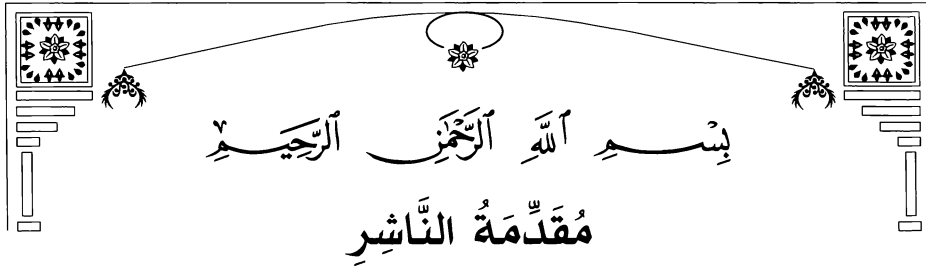 بِسْمِ ٱللَّهِ ٱلرَّحْمَٰنِ ٱلرَّحِيمِ
مُقَدِّمَةُ النَّاشِرِ